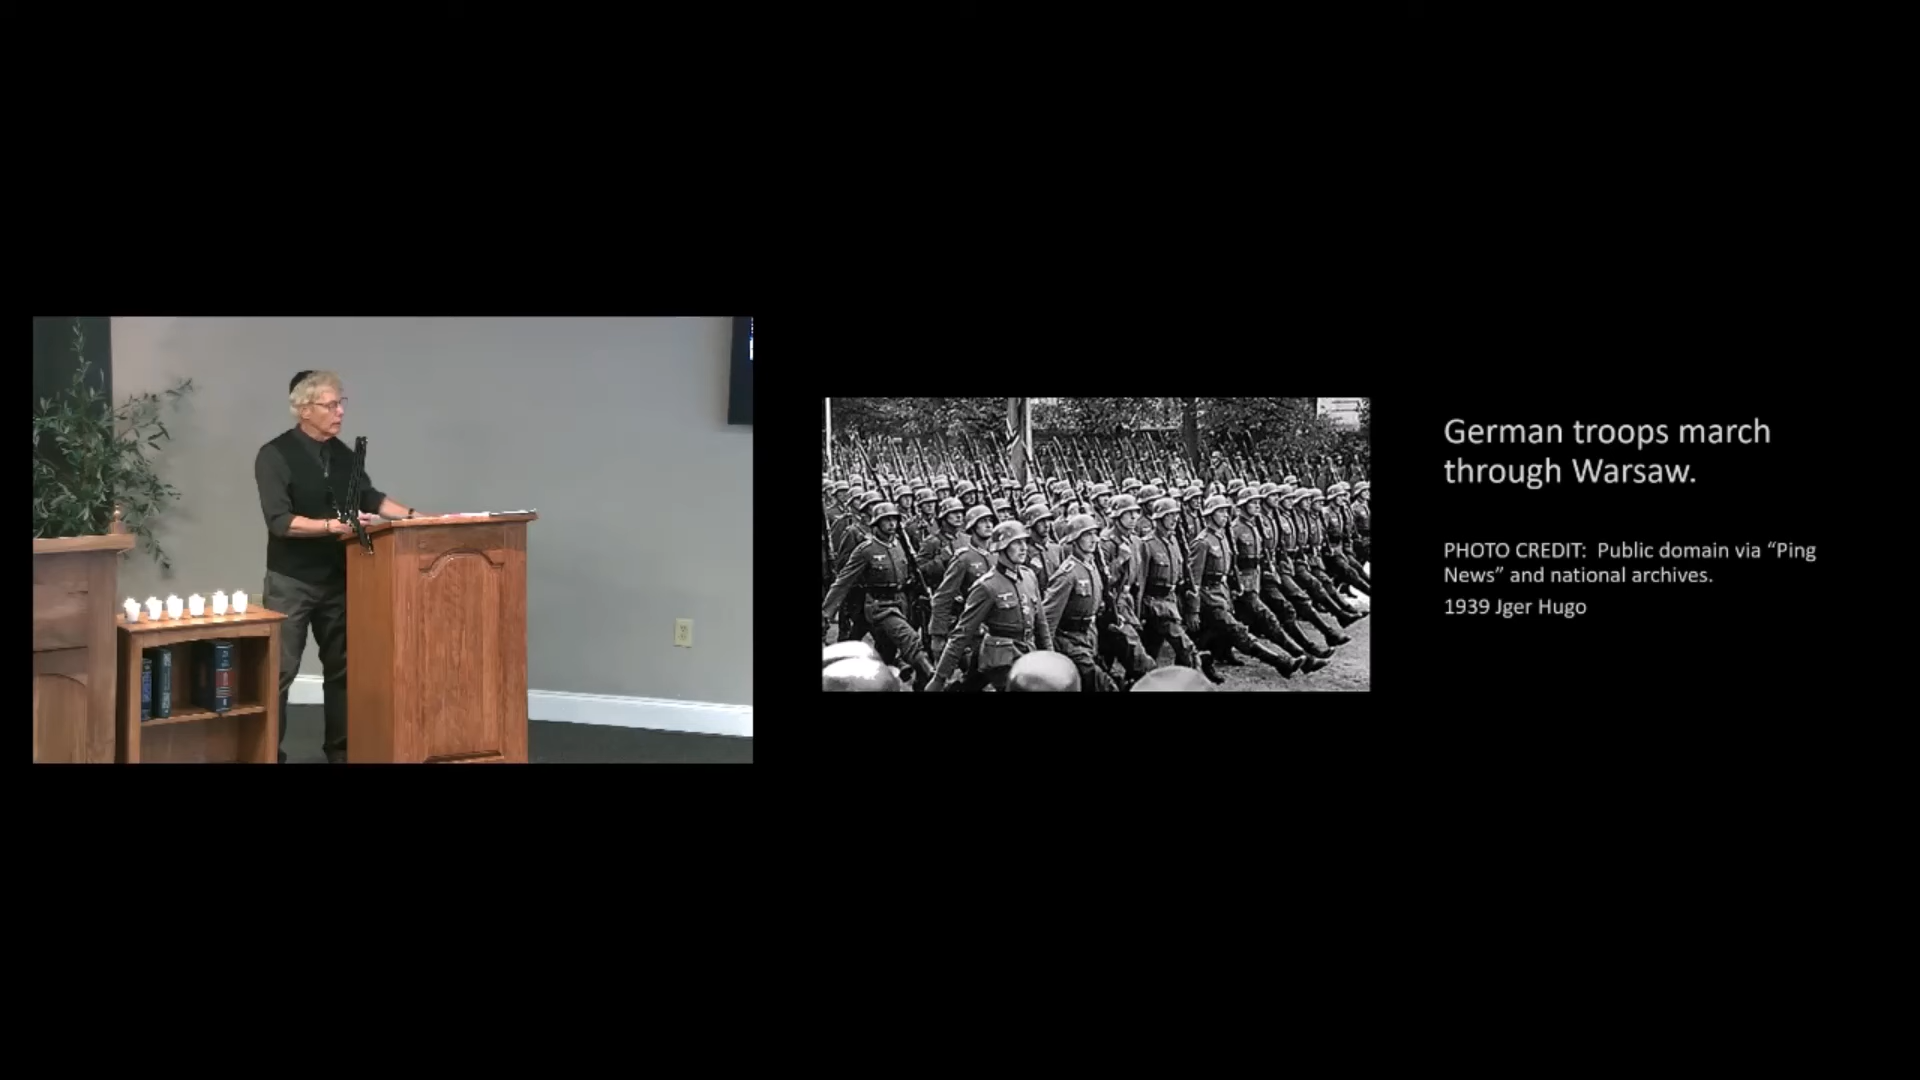 German troops march
through Warsaw.
PHOTO CREDIT:  Public domain via “Ping
News” and national archives.
1939 Jger Hugo